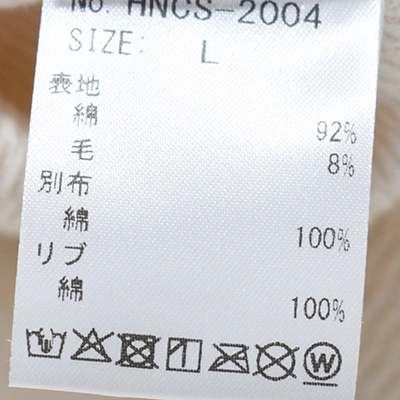 No. HNCS-2004
SIZE: L
表地
綿 92%
毛 8%
別布
綿 100%
リブ
綿 100%
W